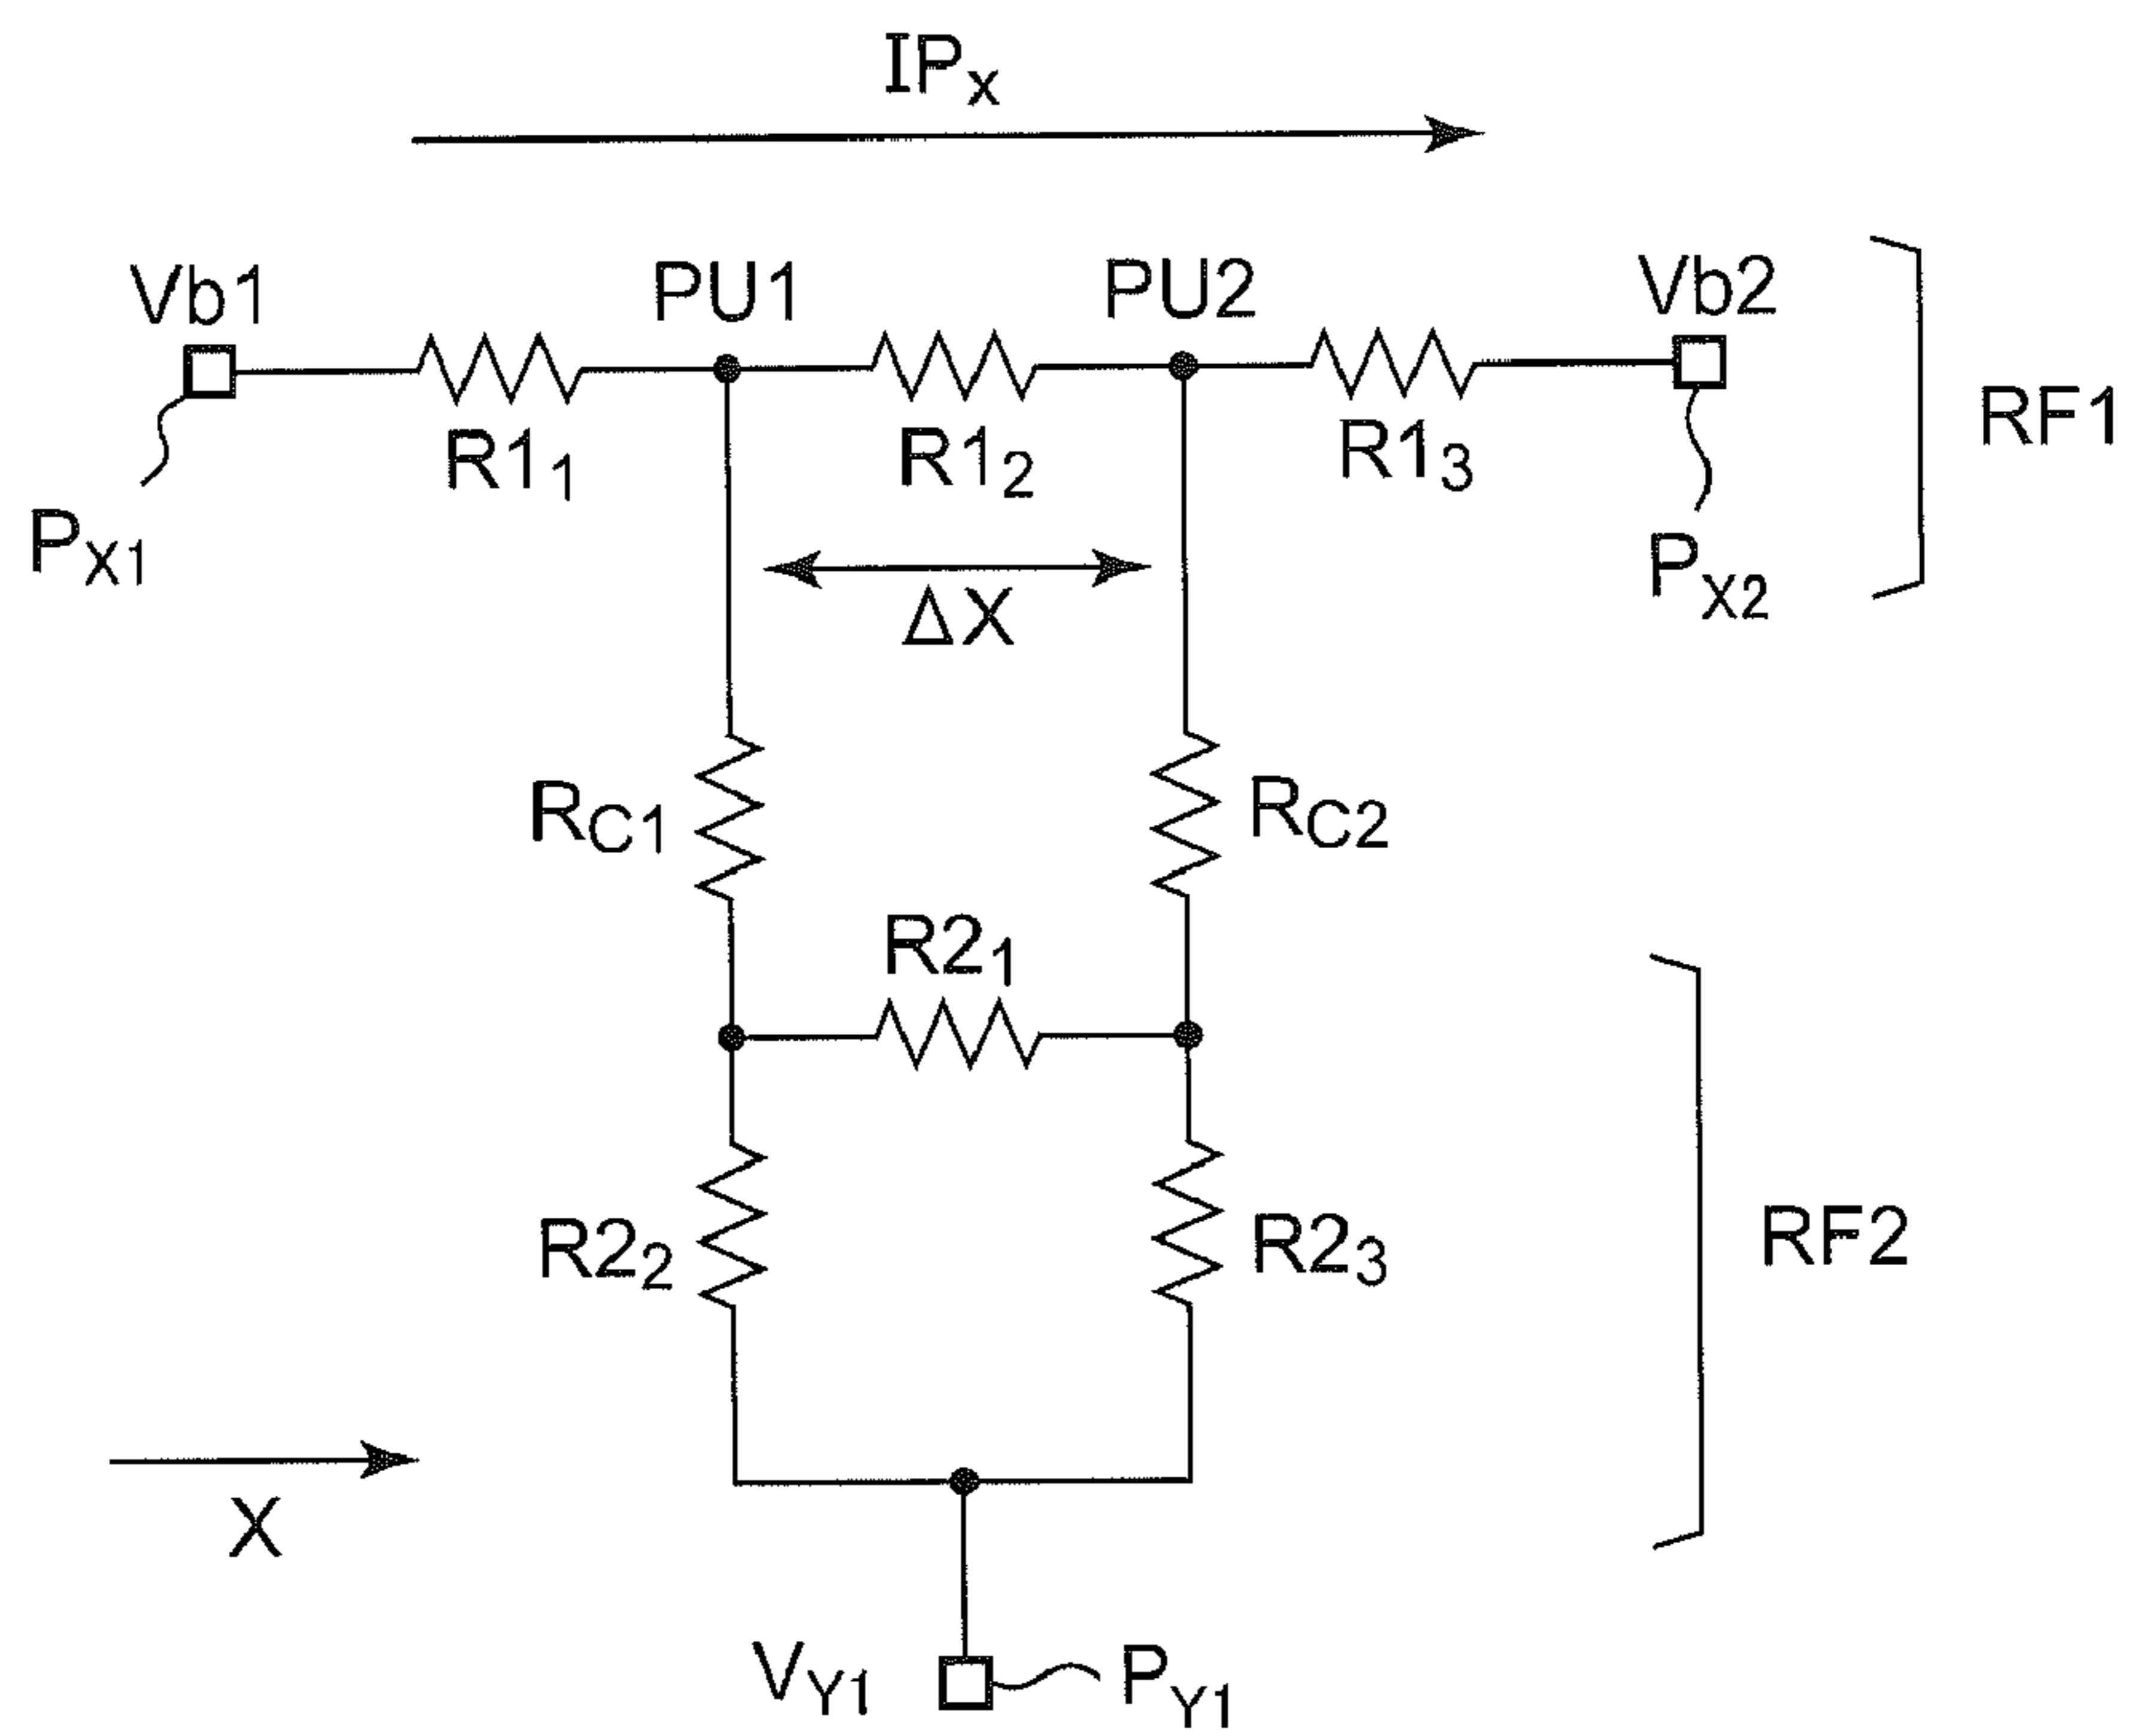 IPX
Vb1 PU1 PU2 Vb2
R11 R12 R13 RF1
PX1 PX2
ΔX
RC1 RC2
R21
R22 R23 RF2
X
VY1 PY1